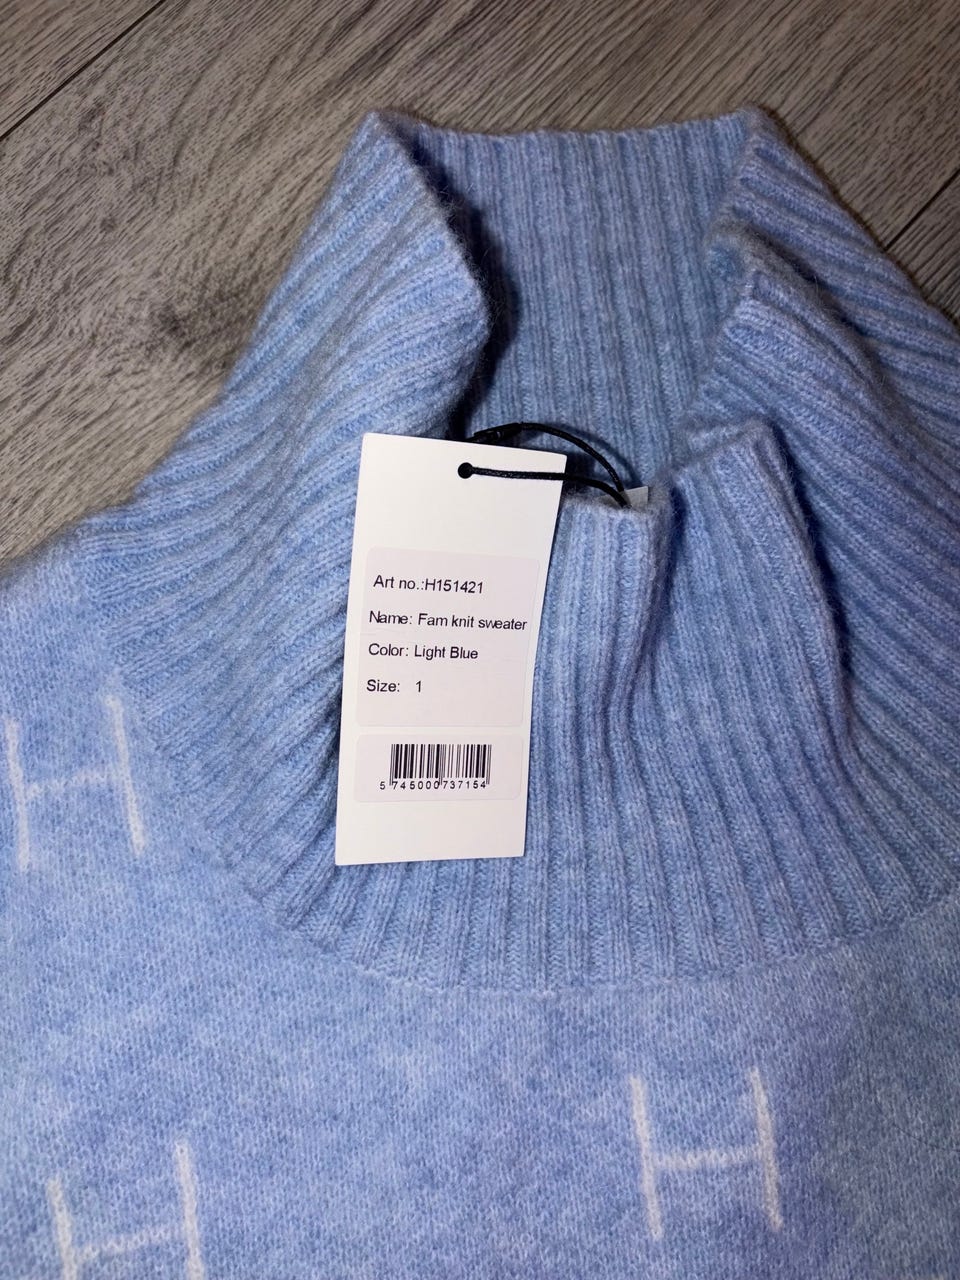 Art no.:H151421
Name: Fam knit sweater
Color: Light Blue
Size: 1
5 745000 737154
H
H
H